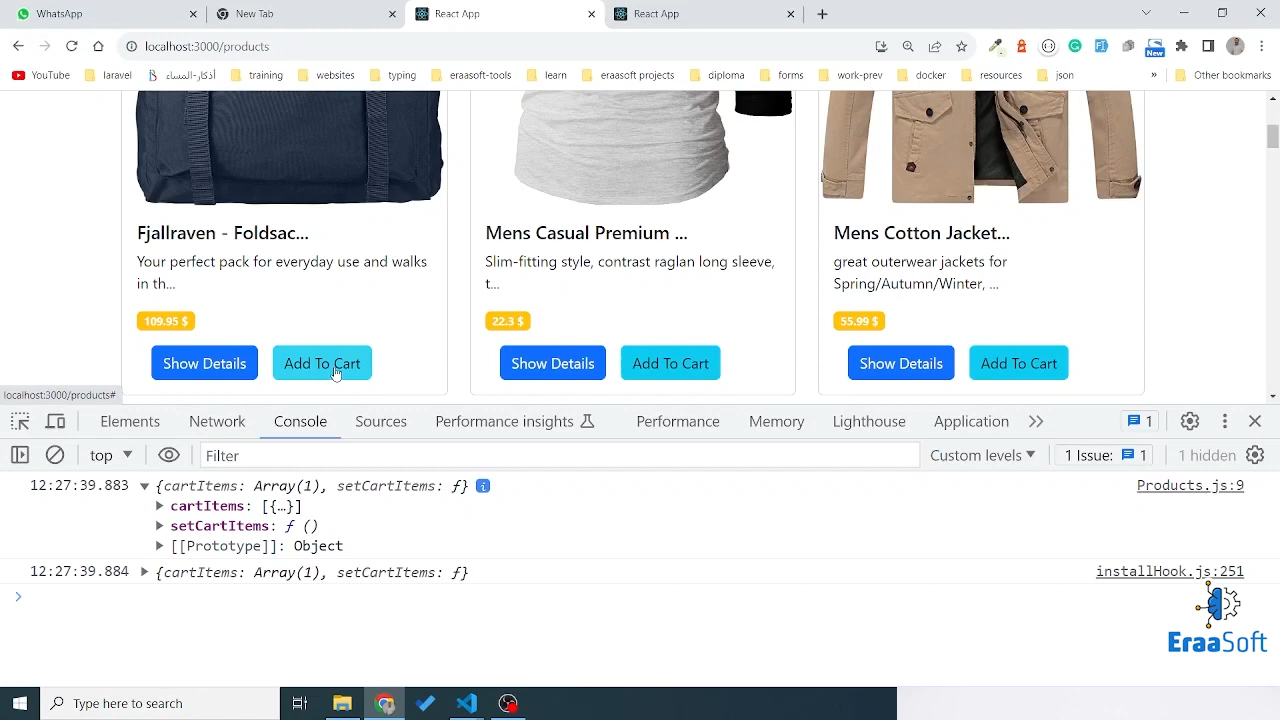 WhatsApp
New Tab
React App
React App
localhost:3000/products
New
YouTube laravel أذكار-المساء training websites typing eraasoft-tools learn eraasoft projects diploma forms work-prev docker resources json » Other bookmarks
Fjallraven - Foldsac...
Your perfect pack for everyday use and walks
in th...
109.95 $
Show Details Add To Cart
Mens Casual Premium ...
Slim-fitting style, contrast raglan long sleeve,
t...
22.3 $
Show Details Add To Cart
Mens Cotton Jacket...
great outerwear jackets for
Spring/Autumn/Winter, ...
55.99 $
Show Details Add To Cart
localhost:3000/products#
Elements Network Console Sources Performance insights Performance Memory Lighthouse Application 1
top Filter Custom levels 1 Issue: 1 1 hidden
12:27:39.883 {cartItems: Array(1), setCartItems: ƒ} Products.js:9
cartItems: [{…}]
setCartItems: ƒ ()
[[Prototype]]: Object
12:27:39.884 {cartItems: Array(1), setCartItems: ƒ} installHook.js:251
EraaSoft
Type here to search